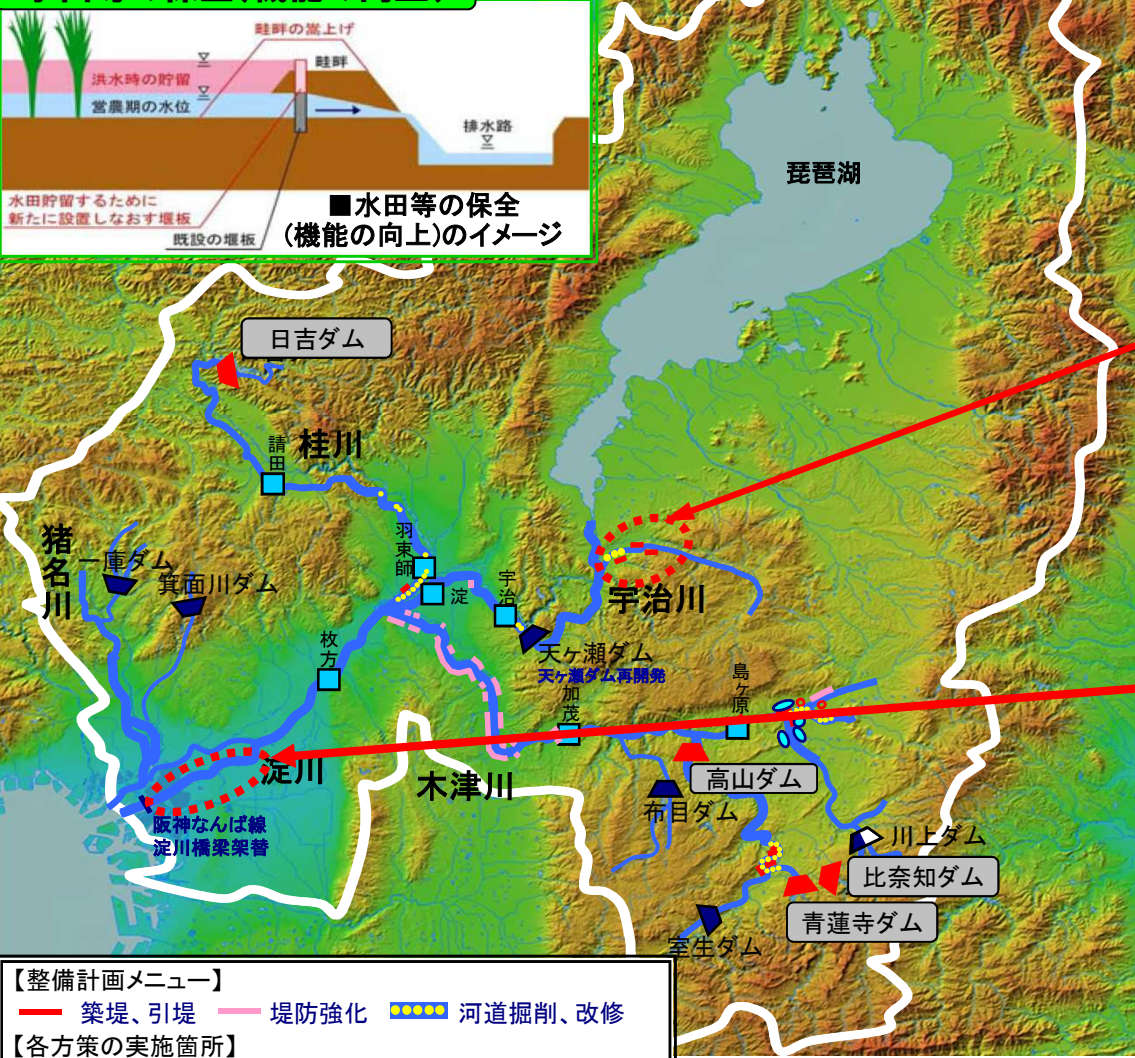 畦畔の嵩上げ
畦畔
洪水時の貯留
営農期の水位
排水路
水田貯留するために
新たに設置しなおす堰板
既設の堰板
■水田等の保全
(機能の向上)のイメージ
琵琶湖
日吉ダム
請田
桂川
羽束師
猪名川
一庫ダム
箕面川ダム
淀
宇治
宇治川
枚方
天ヶ瀬ダム
天ヶ瀬ダム再開発
加茂
島ヶ原
淀川
木津川
高山ダム
布目ダム
阪神なんば線
淀川橋梁架替
川上ダム
比奈知ダム
青蓮寺ダム
室生ダム
【整備計画メニュー】
築堤、引堤 堤防強化 河道掘削、改修
【各方策の実施箇所】